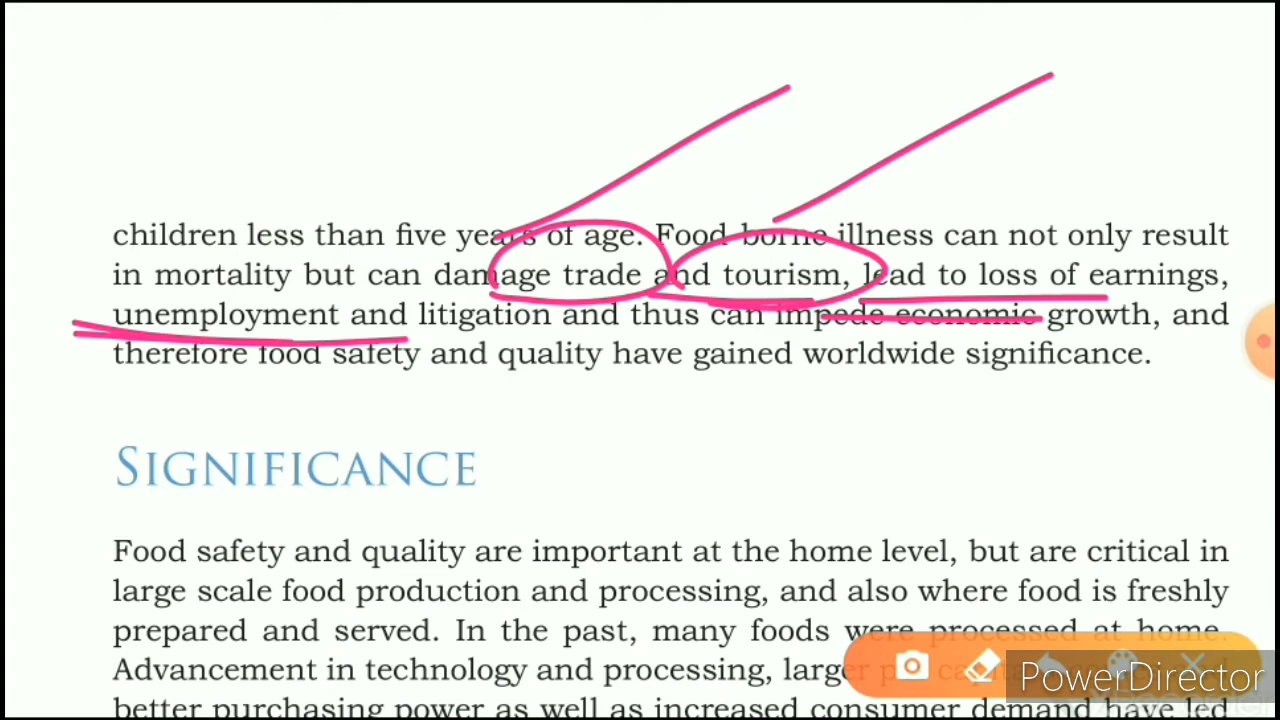 children less than five years of age. Food borne illness can not only result
in mortality but can damage trade and tourism, lead to loss of earnings,
unemployment and litigation and thus can impede economic growth, and
therefore food safety and quality have gained worldwide significance.
SIGNIFICANCE
Food safety and quality are important at the home level, but are critical in
large scale food production and processing, and also where food is freshly
prepared and served. In the past, many foods were processed at home.
Advancement in technology and processing, larger
better purchasing power as well as increased consumer demand have led
PowerDirector